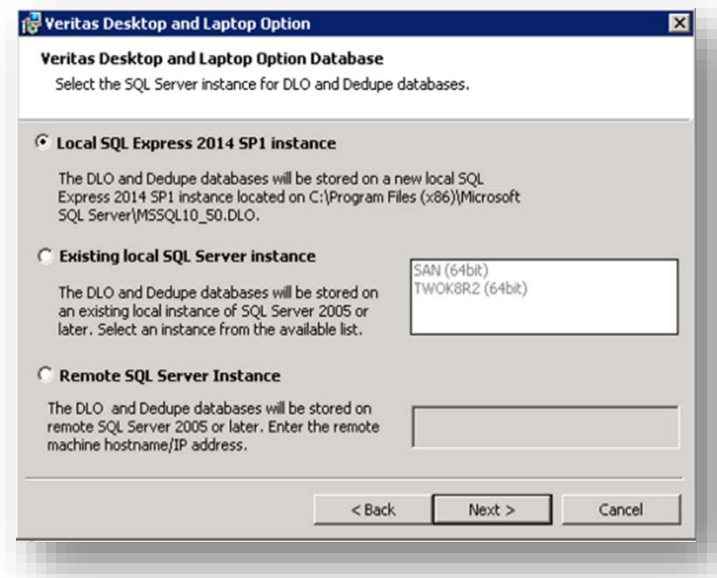 Veritas Desktop and Laptop Option
Veritas Desktop and Laptop Option Database
Select the SQL Server instance for DLO and Dedupe databases.
Local SQL Express 2014 SP1 instance
The DLO and Dedupe databases will be stored on a new local SQL
Express 2014 SP1 instance located on C:\Program Files (x86)\Microsoft
SQL Server\MSSQL10_50.DLO.
Existing local SQL Server instance
The DLO and Dedupe databases will be stored on
an existing local instance of SQL Server 2005 or
later. Select an instance from the available list.
SAN (64bit)
TWOK8R2 (64bit)
Remote SQL Server Instance
The DLO and Dedupe databases will be stored on
remote SQL Server 2005 or later. Enter the remote
machine hostname/IP address.
< Back
Next >
Cancel